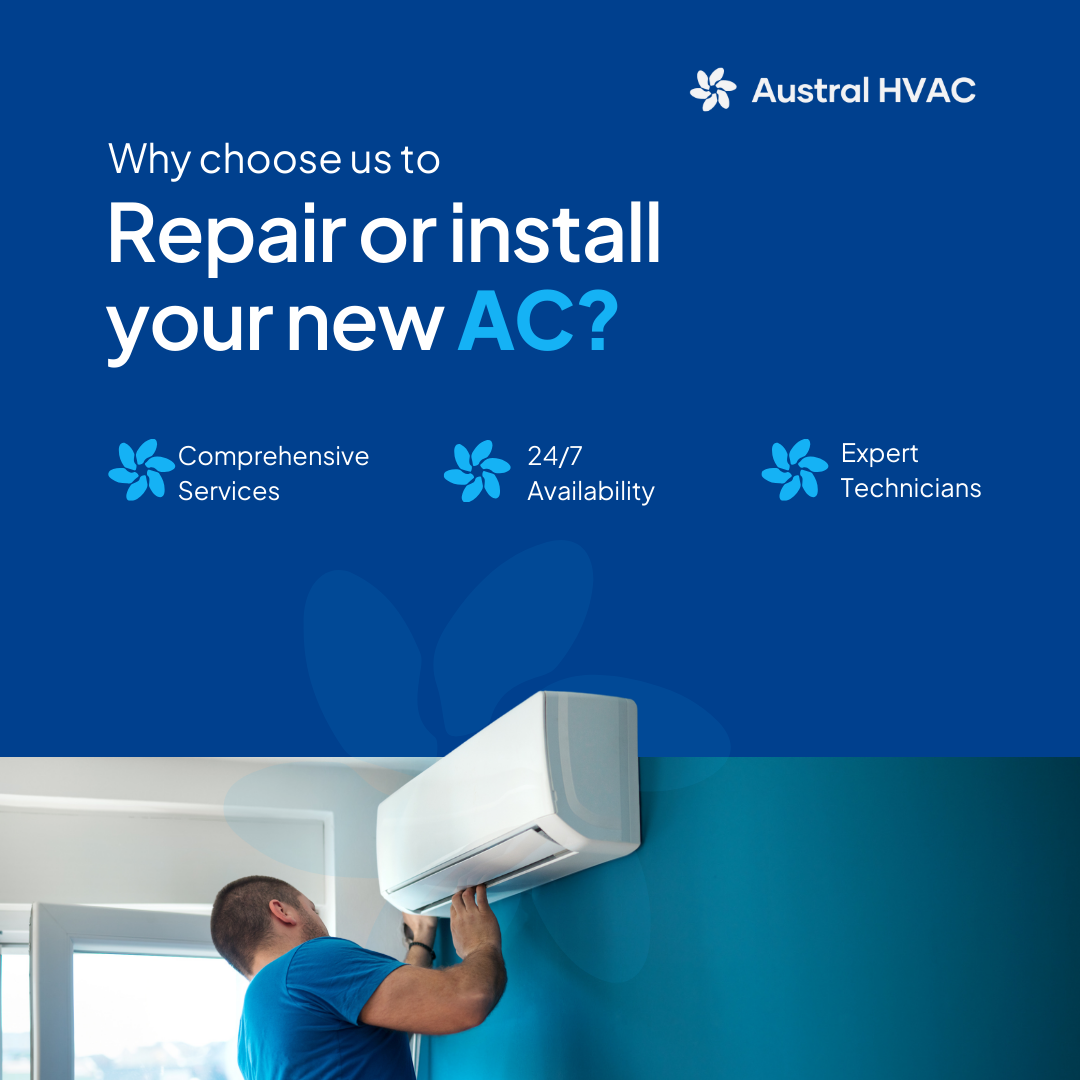 Austral HVAC
Why choose us to
Repair or install
your new AC?
Comprehensive
Services
24/7
Availability
Expert
Technicians